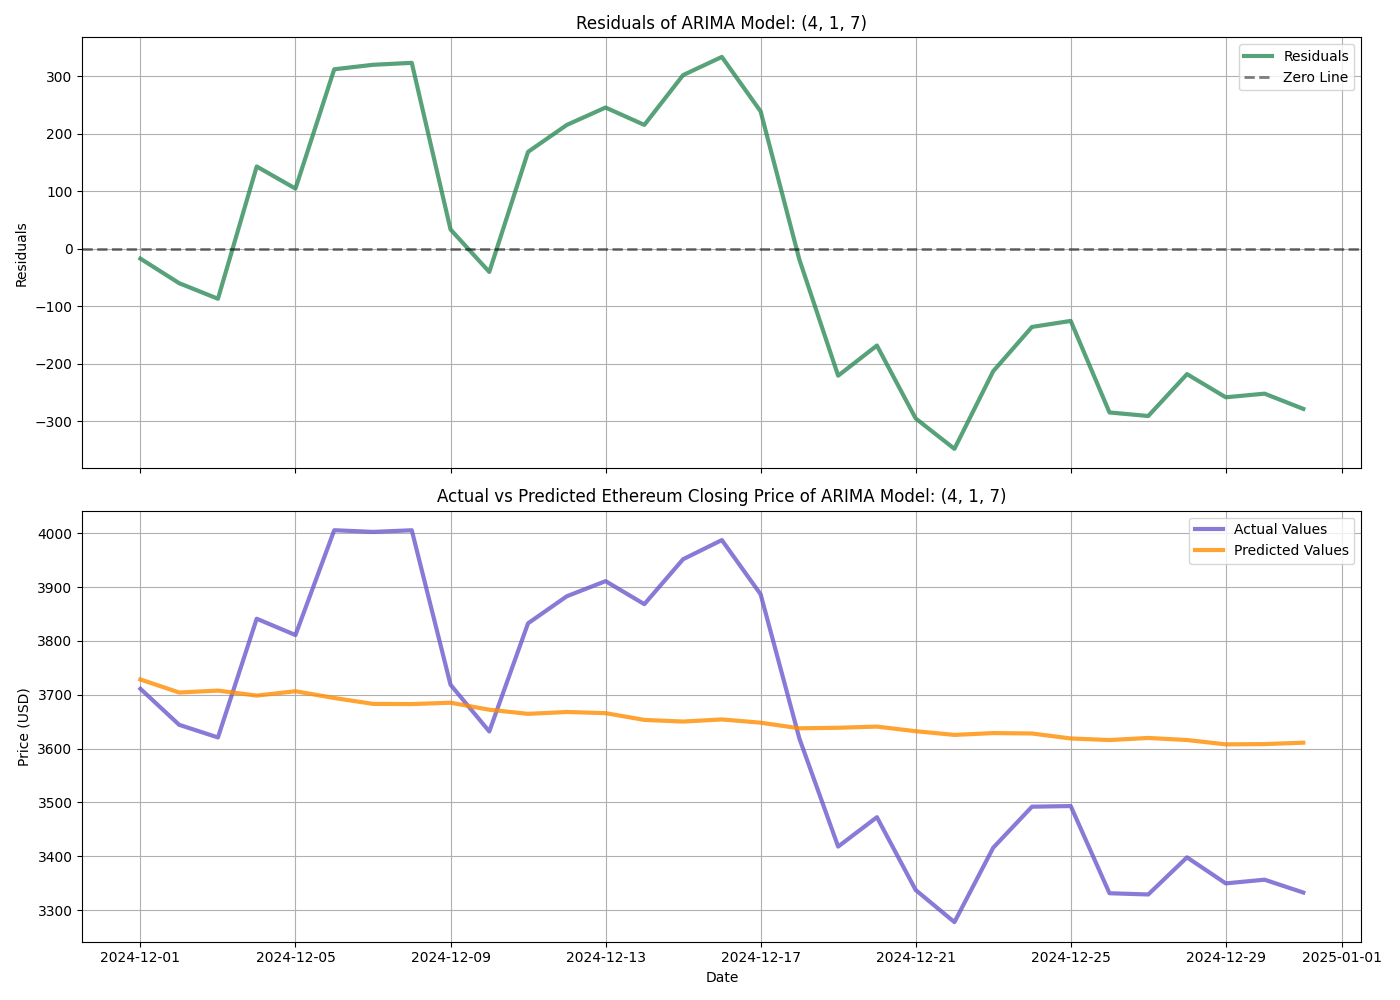 Residuals of ARIMA Model: (4, 1, 7)
Residuals
Zero Line
300
200
100
0
−100
−200
−300
Residuals
Actual vs Predicted Ethereum Closing Price of ARIMA Model: (4, 1, 7)
Actual Values
Predicted Values
4000
3900
3800
3700
3600
3500
3400
3300
Price (USD)
2024-12-01 2024-12-05 2024-12-09 2024-12-13 2024-12-17 2024-12-21 2024-12-25 2024-12-29 2025-01-01
Date